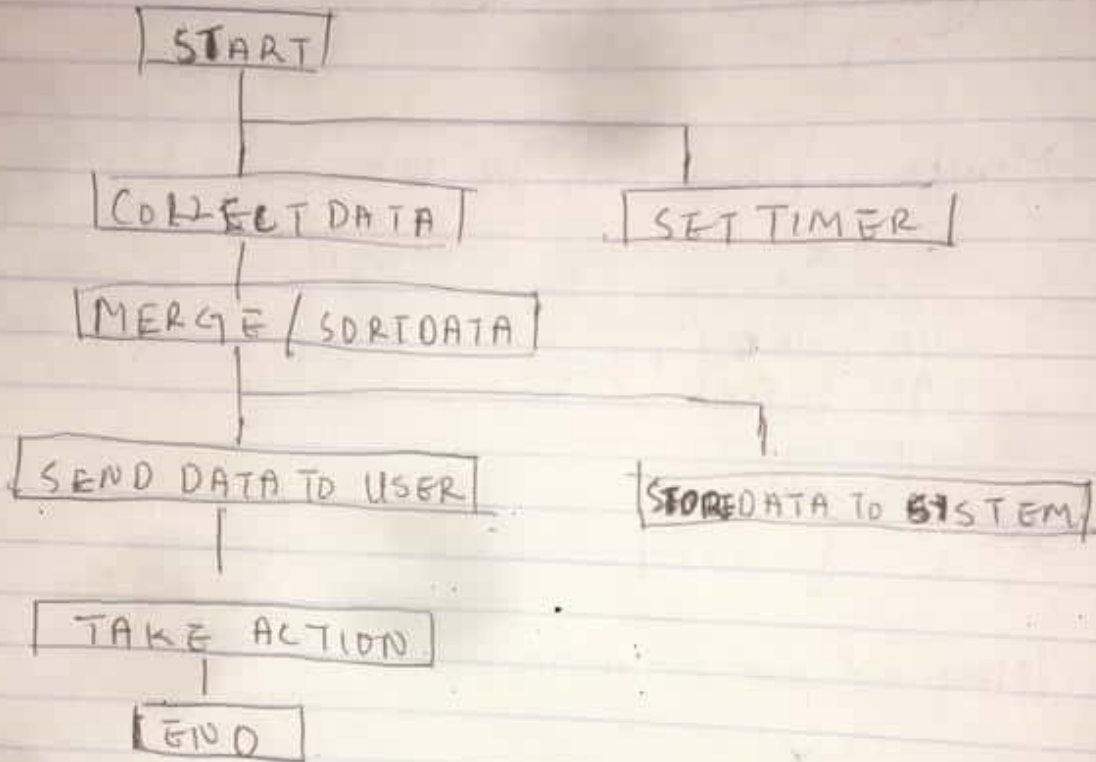 START
COLLECT DATA
SET TIMER
MERGE / SORT DATA
SEND DATA TO USER
STORE DATA TO SYSTEM
TAKE ACTION
END